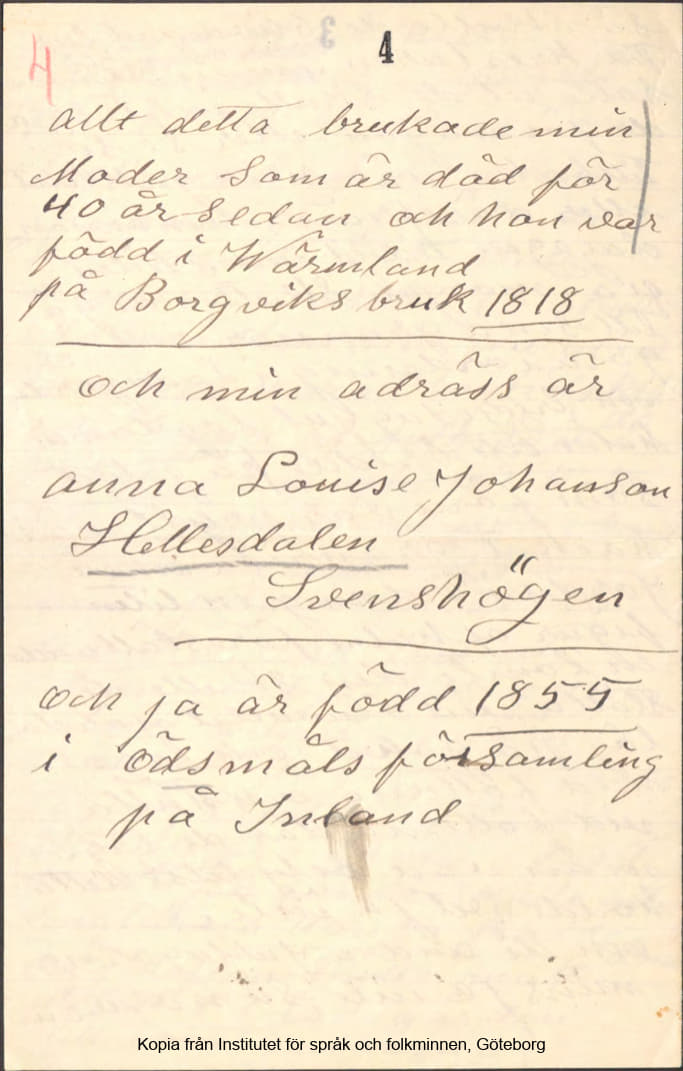 4
4
allt detta brukade min
Moder som är död för
40 år sedan och hon var
född i Wärmland
på Borgviks bruk 1818
och min adräss är
anna Louise Johanson
Hellesdalen
Svenshögen
och ja är född 1855
i Ödsmåls församling
på Inland
Kopia från Institutet för språk och folkminnen, Göteborg